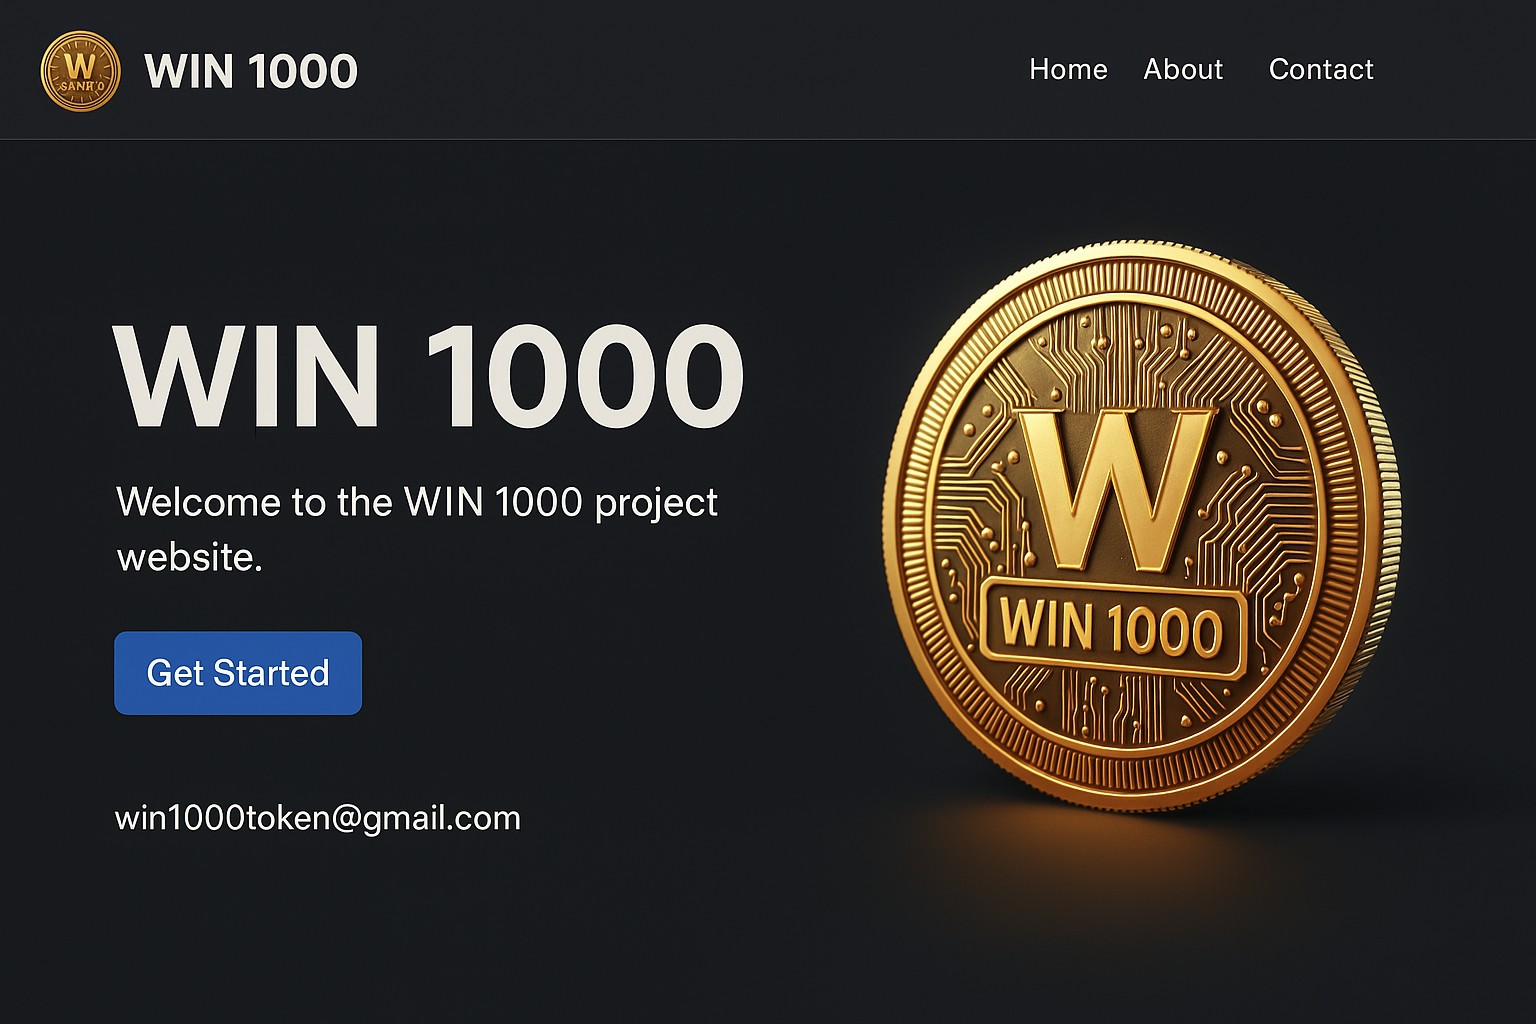 W
WIN 1000
Home About Contact
WIN 1000
Welcome to the WIN 1000 project
website.
Get Started
win1000token@gmail.com
W
WIN 1000